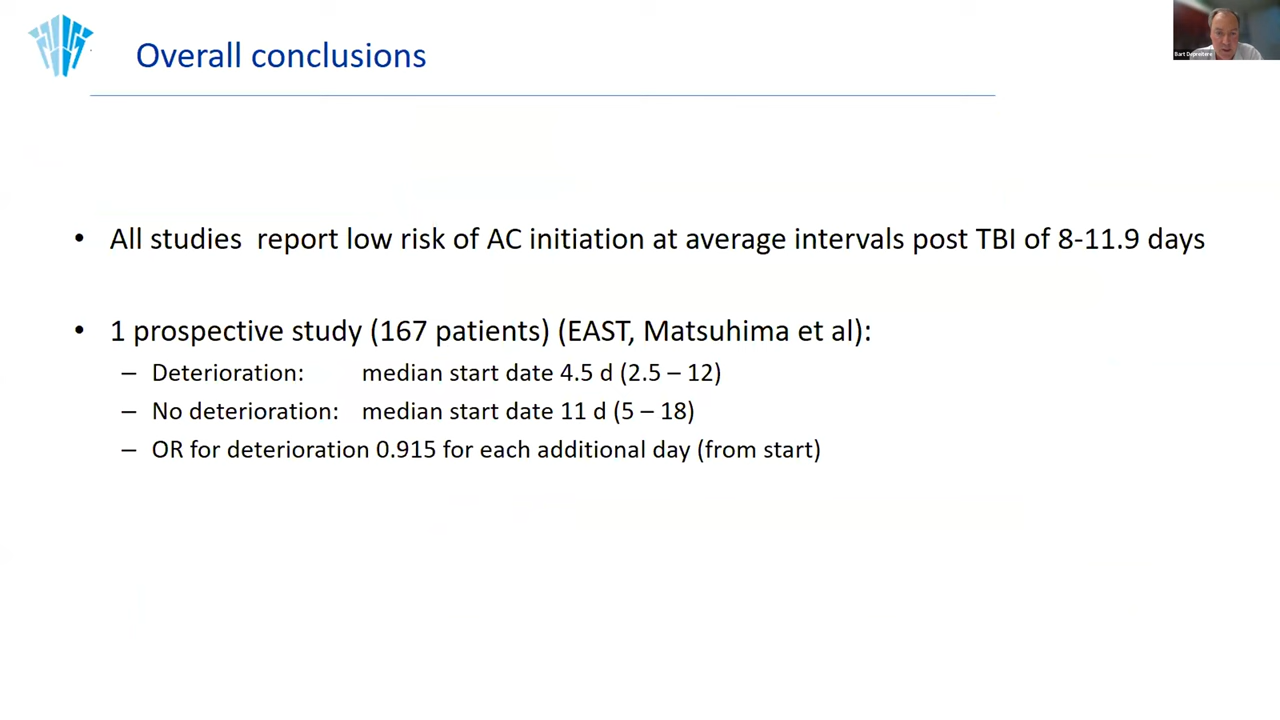 Overall conclusions
Bart Depreitere
• All studies report low risk of AC initiation at average intervals post TBI of 8-11.9 days
• 1 prospective study (167 patients) (EAST, Matsuhima et al):
– Deterioration: median start date 4.5 d (2.5 – 12)
– No deterioration: median start date 11 d (5 – 18)
– OR for deterioration 0.915 for each additional day (from start)